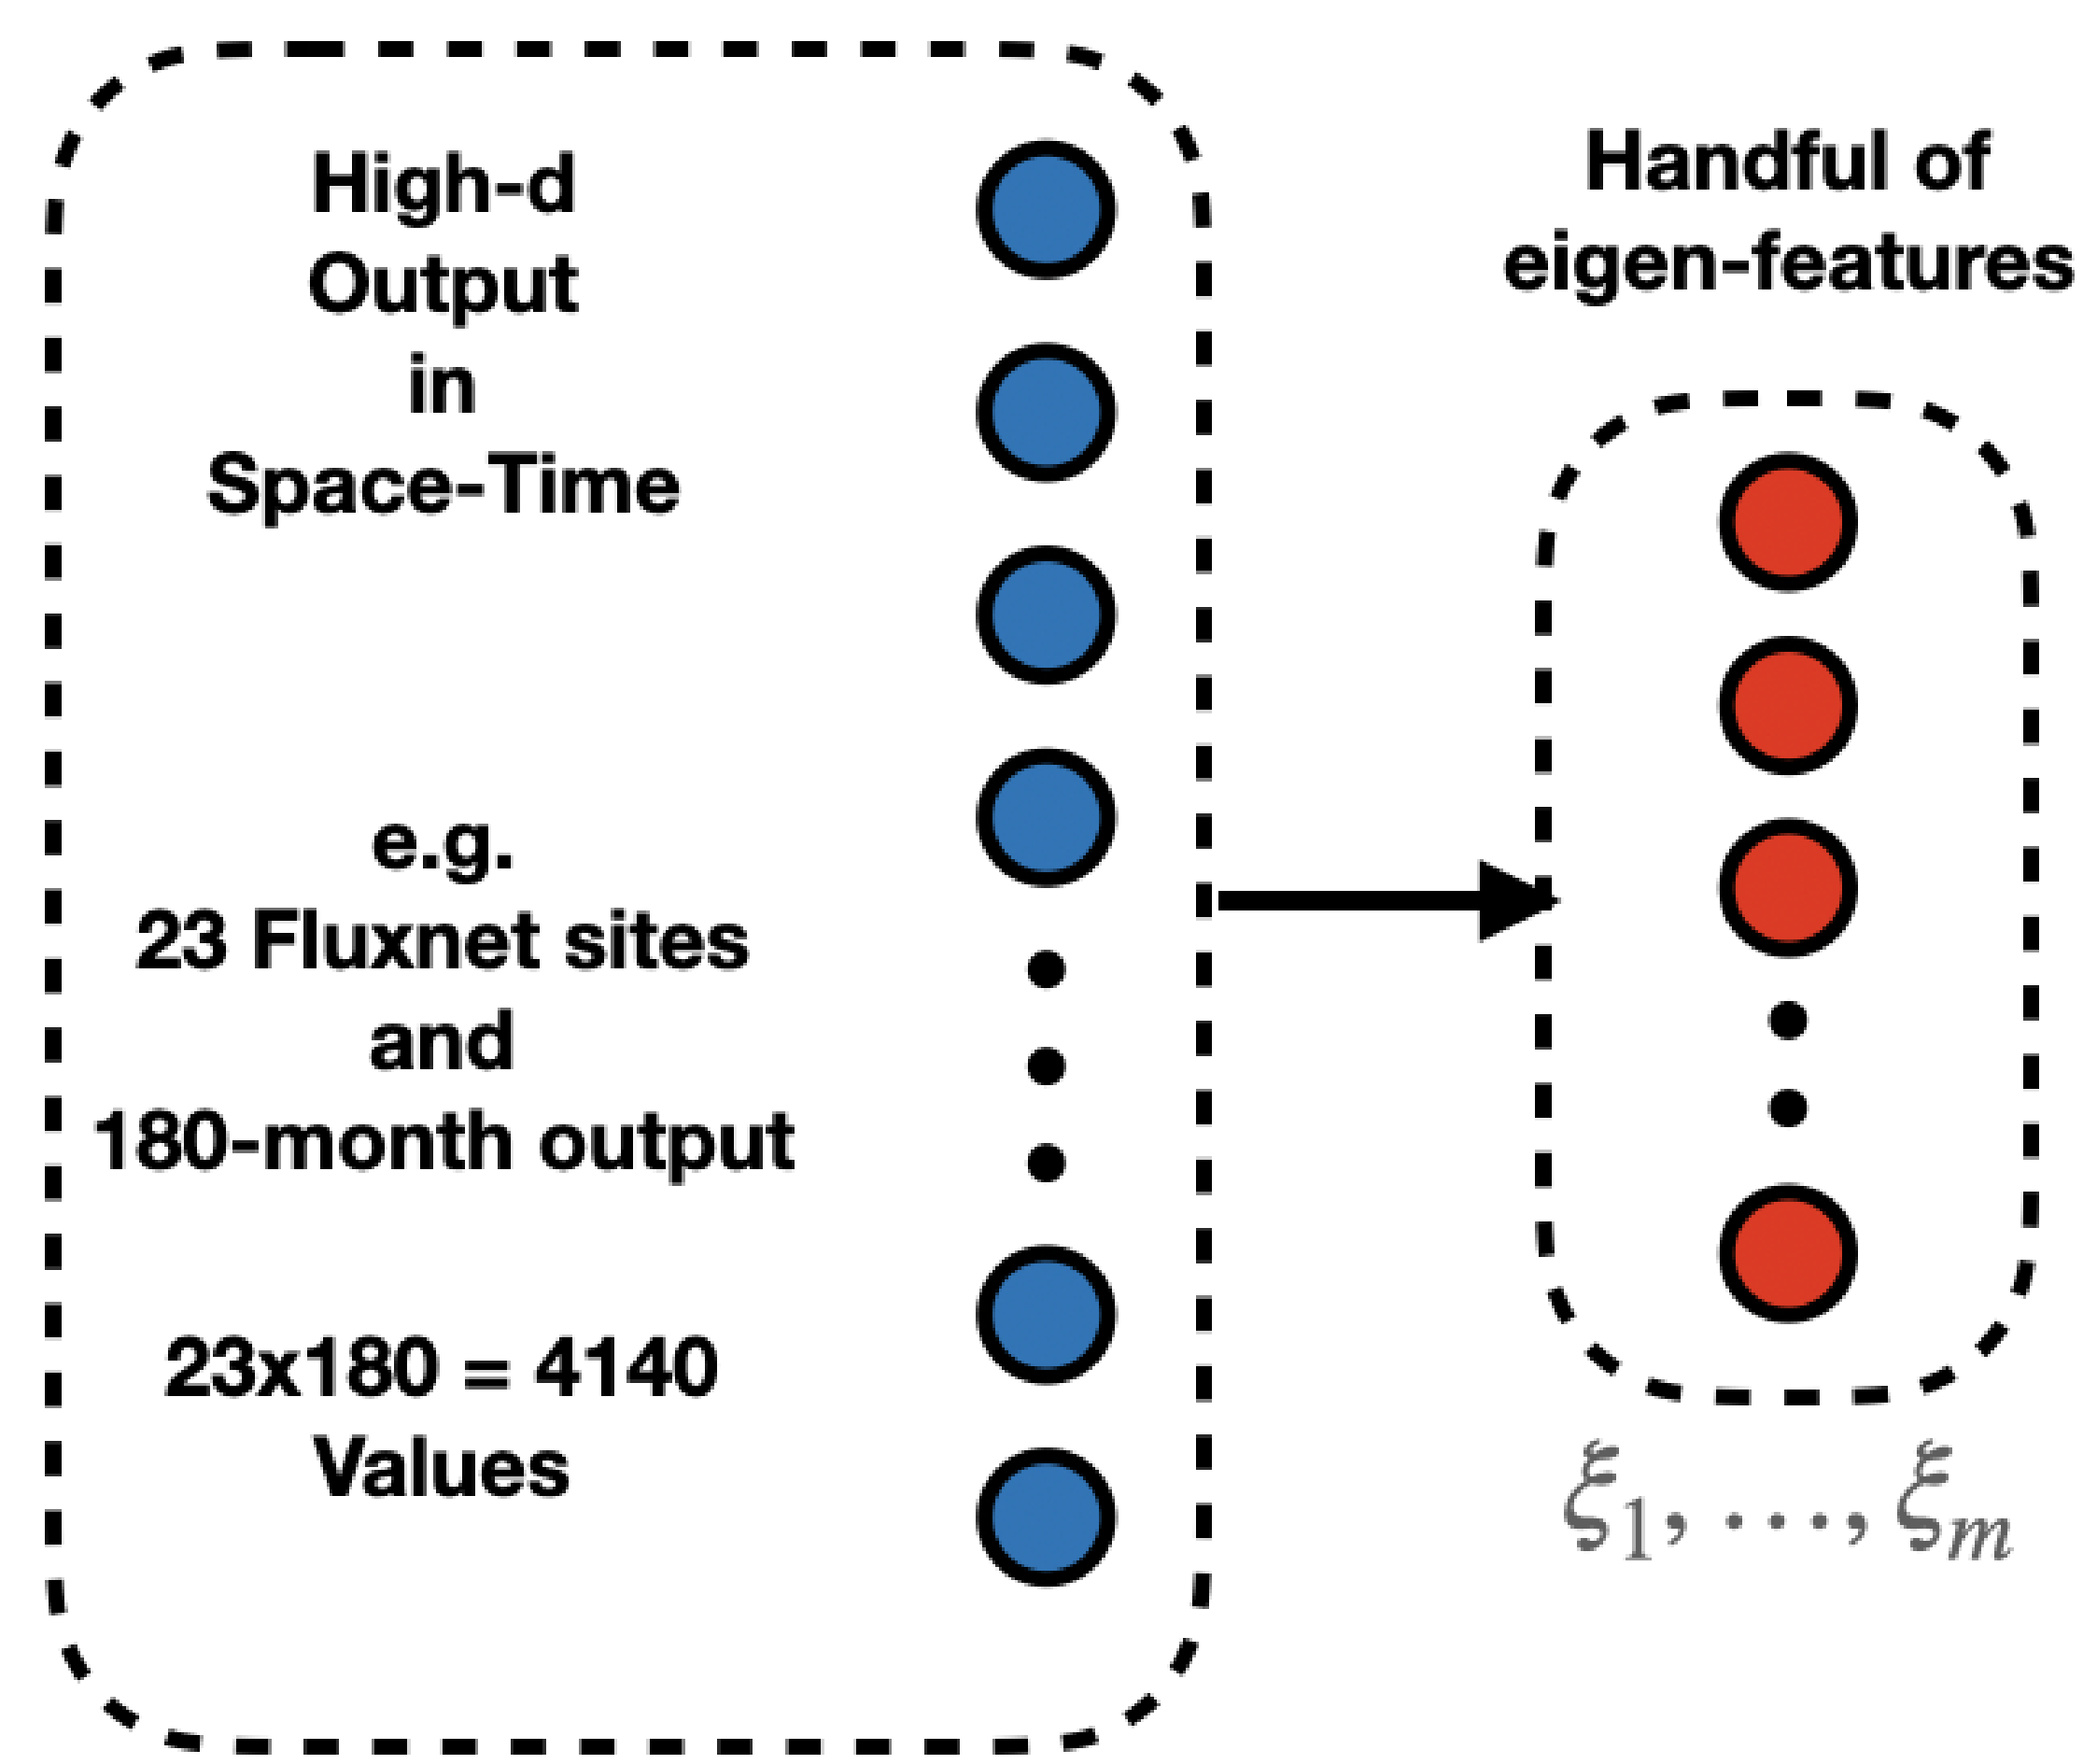 High-d
Output
in
Space-Time
e.g.
23 Fluxnet sites
and
180-month output
23x180 = 4140
Values
Handful of
eigen-features
ξ₁, ..., ξₘ